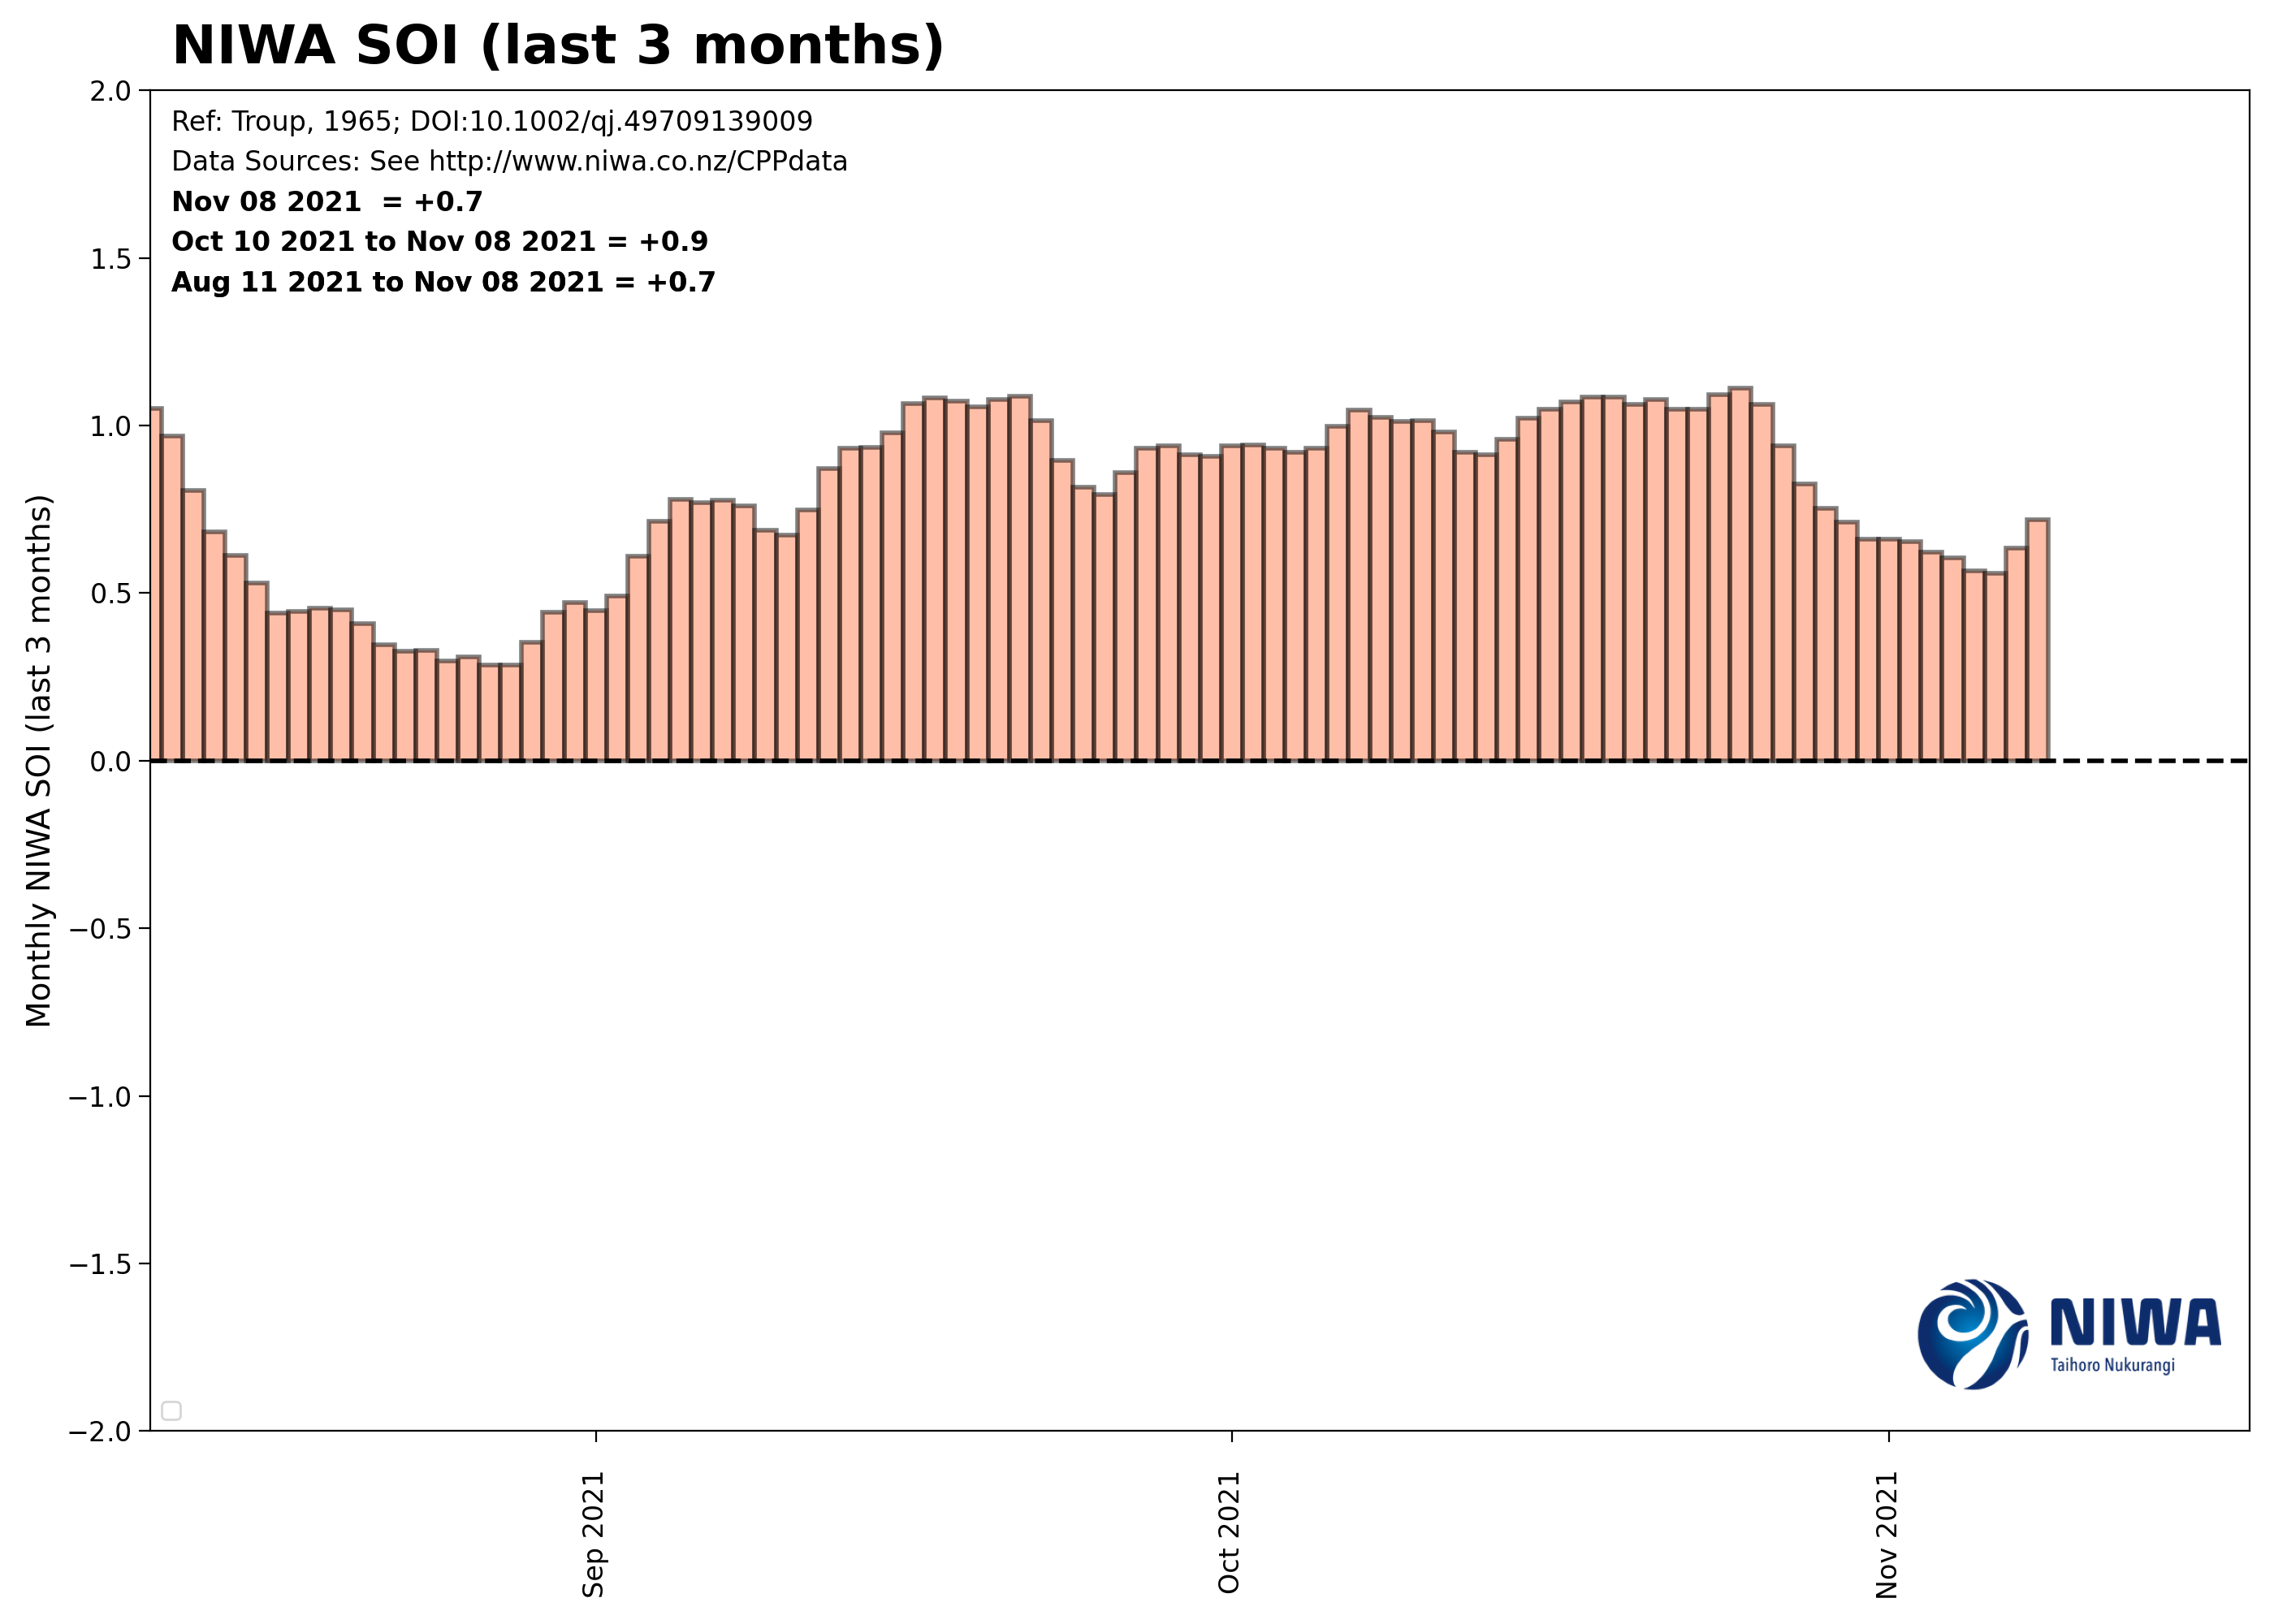 NIWA SOI (last 3 months)
Ref: Troup, 1965; DOI:10.1002/qj.49709139009
Data Sources: See http://www.niwa.co.nz/CPPdata
Nov 08 2021  = +0.7
Oct 10 2021 to Nov 08 2021 = +0.9
Aug 11 2021 to Nov 08 2021 = +0.7
Monthly NIWA SOI (last 3 months)
2.0
1.5
1.0
0.5
0.0
−0.5
−1.0
−1.5
−2.0
NIWA
Taihoro Nukurangi
Sep 2021
Oct 2021
Nov 2021